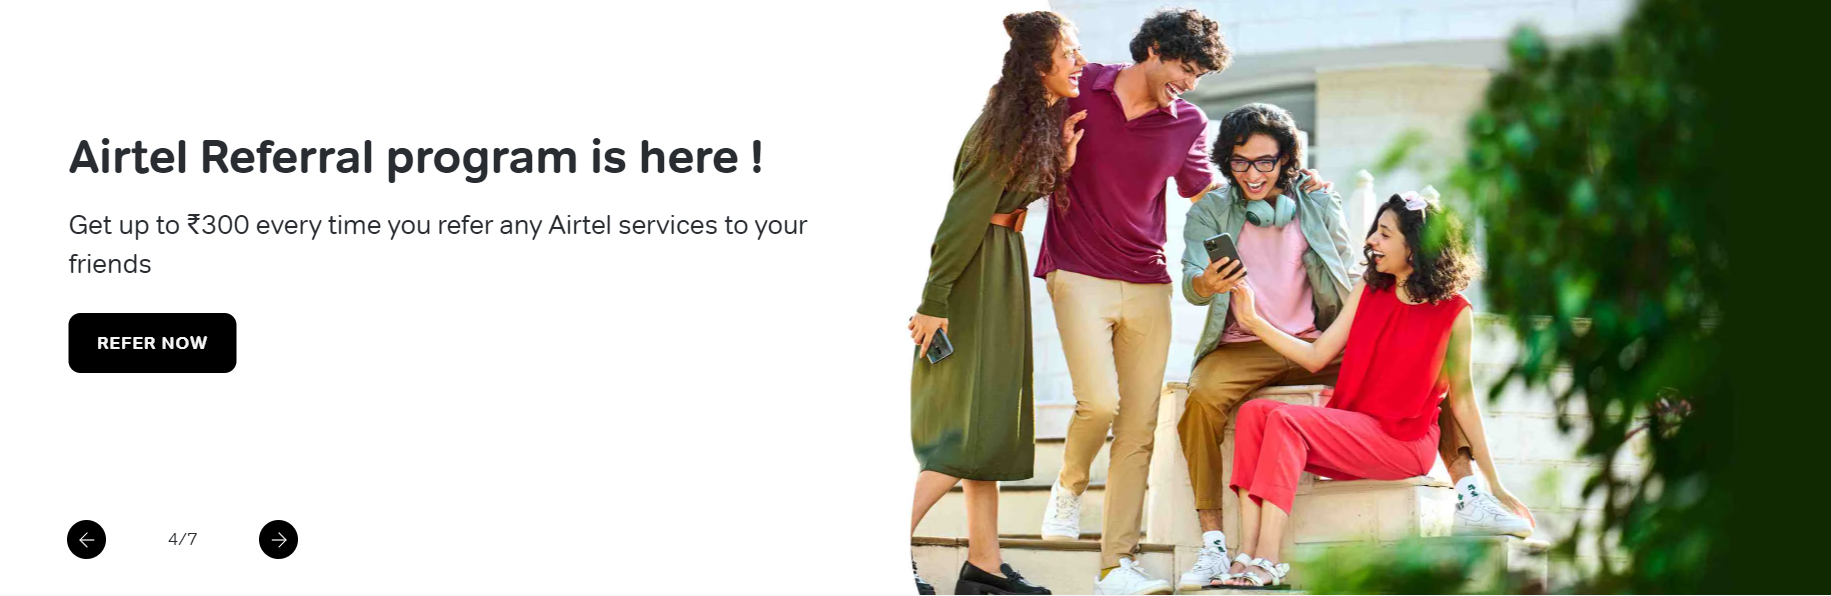 Airtel Referral program is here !
Get up to ₹300 every time you refer any Airtel services to your
friends
REFER NOW
4/7